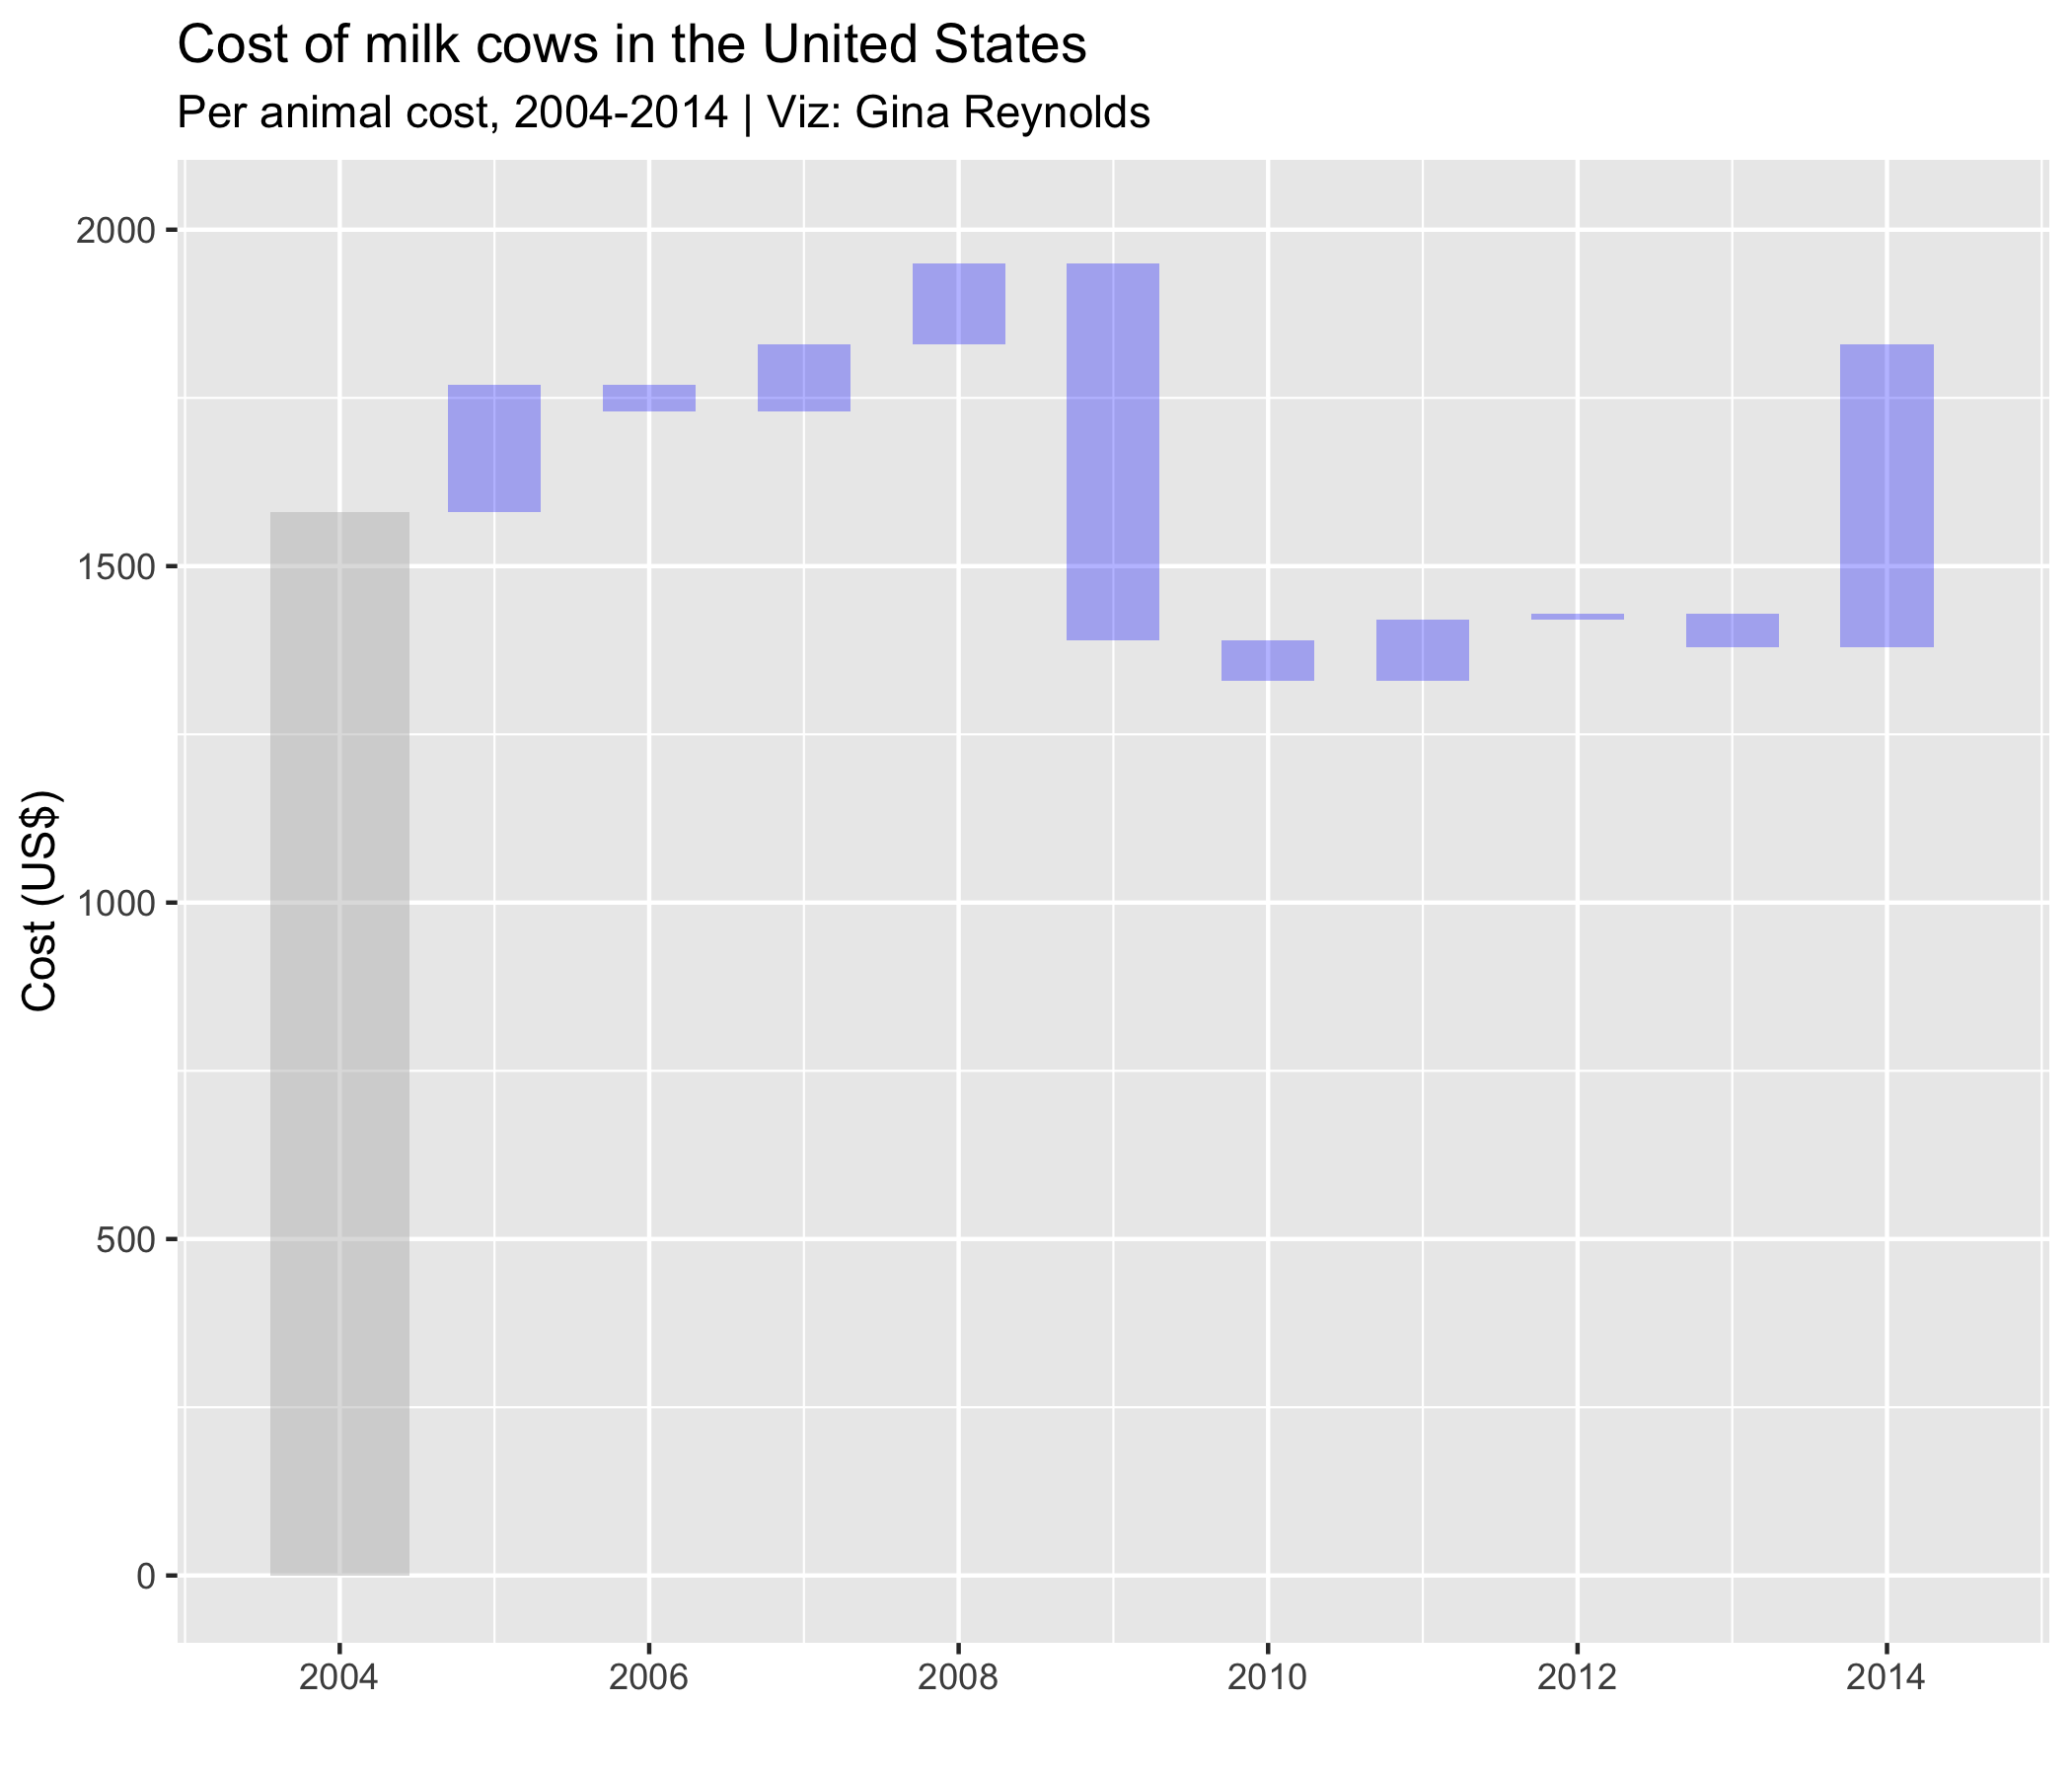 Cost of milk cows in the United States
Per animal cost, 2004-2014 | Viz: Gina Reynolds
2000
1500
1000
500
0
Cost (US$)
2004 2006 2008 2010 2012 2014